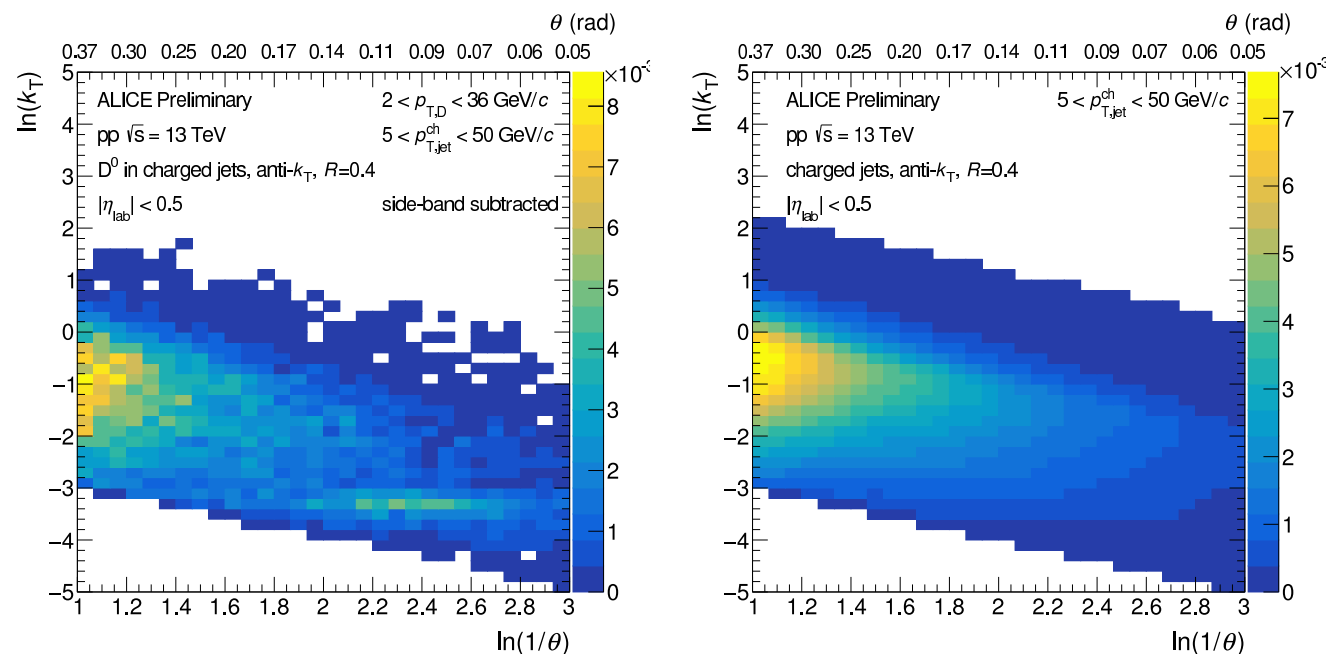 θ (rad)
0.37 0.30 0.25 0.20 0.17 0.14 0.11 0.09 0.07 0.06 0.05
ln(k_T)
5
4
3
2
1
0
−1
−2
−3
−4
−5
ALICE Preliminary
2 < p_T,D < 36 GeV/c
pp √s = 13 TeV
5 < p^ch_T,jet < 50 GeV/c
D⁰ in charged jets, anti-k_T, R=0.4
|η_lab| < 0.5
side-band subtracted
×10⁻³
8
7
6
5
4
3
2
1
0
1 1.2 1.4 1.6 1.8 2 2.2 2.4 2.6 2.8 3
ln(1/θ)
θ (rad)
0.37 0.30 0.25 0.20 0.17 0.14 0.11 0.09 0.07 0.06 0.05
ln(k_T)
5
4
3
2
1
0
−1
−2
−3
−4
−5
ALICE Preliminary
5 < p^ch_T,jet < 50 GeV/c
pp √s = 13 TeV
charged jets, anti-k_T, R=0.4
|η_lab| < 0.5
×10⁻³
7
6
5
4
3
2
1
0
1 1.2 1.4 1.6 1.8 2 2.2 2.4 2.6 2.8 3
ln(1/θ)